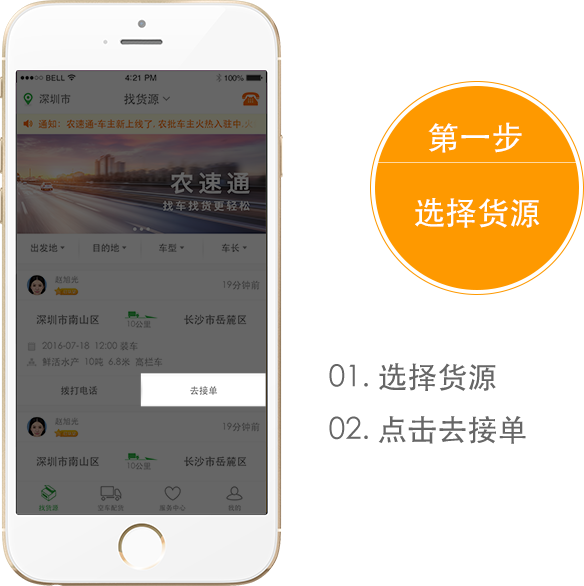 BELL 4:21 PM 100%
深圳市 找货源
通知：农速通-车主新上线了，农批车主火热入驻中，火
农速通
找车找货更轻松
出发地 目的地 车型 车长
赵旭光 19分钟前
深圳市南山区 10公里 长沙市岳麓区
2016-07-18 12:00 装车
鲜活水产 10吨 6.8米 高栏车
拨打电话 去接单
赵旭光 19分钟前
深圳市南山区 10公里 长沙市岳麓区
找货源 空车配货 服务中心 我的
第一步
选择货源
01. 选择货源
02. 点击去接单